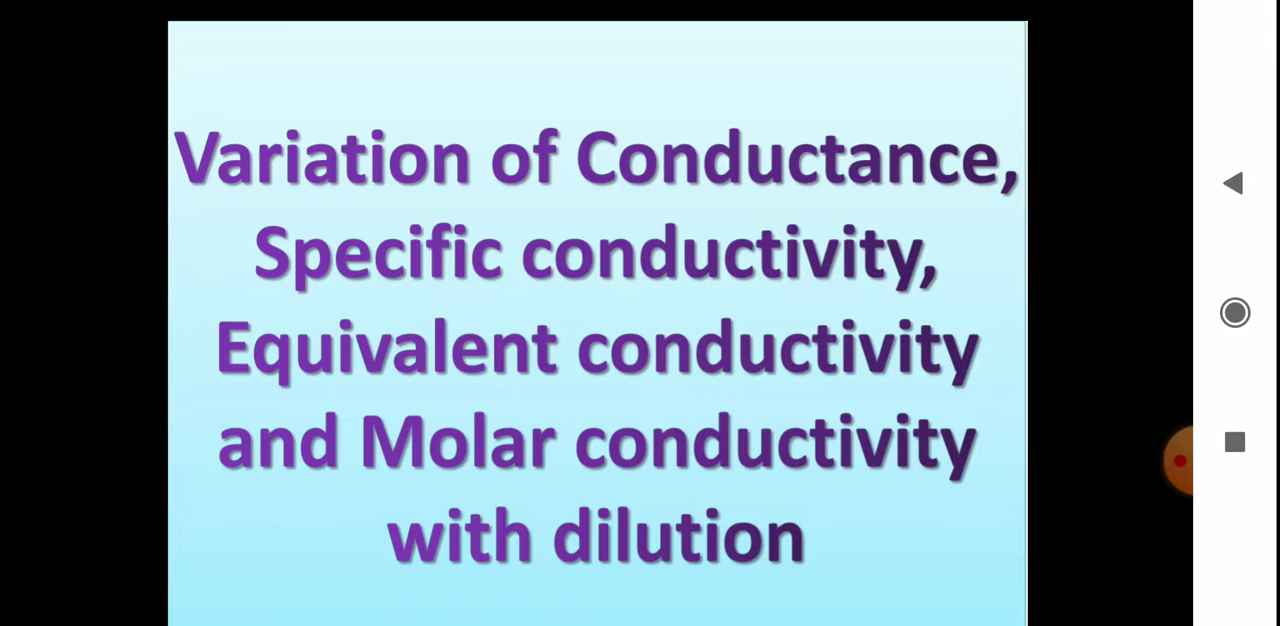 Variation of Conductance,
Specific conductivity,
Equivalent conductivity
and Molar conductivity
with dilution